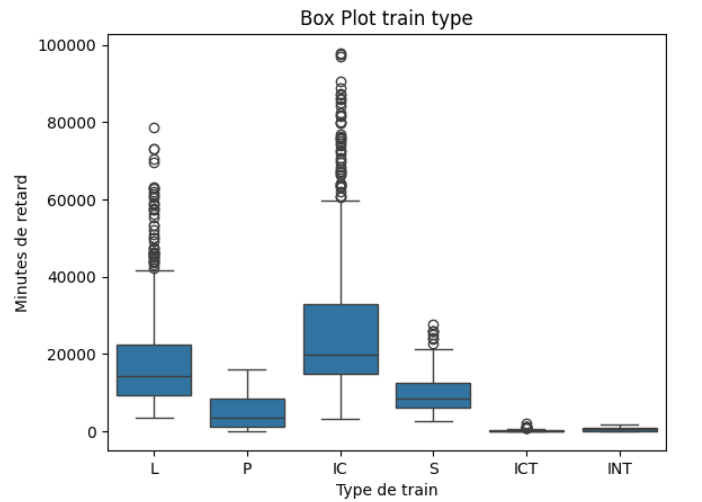 Box Plot train type
100000
80000
60000
40000
20000
0
Minutes de retard
L P IC S ICT INT
Type de train